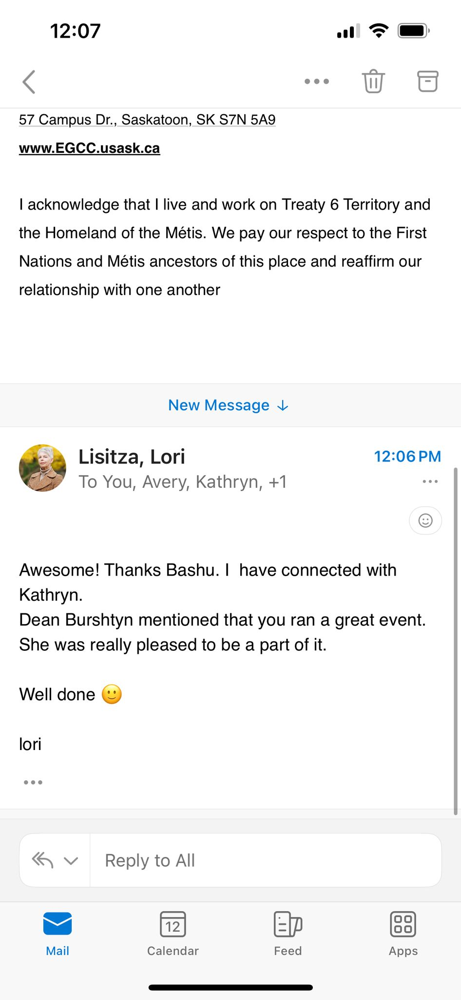 12:07
57 Campus Dr., Saskatoon, SK S7N 5A9
www.EGCC.usask.ca
I acknowledge that I live and work on Treaty 6 Territory and
the Homeland of the Métis. We pay our respect to the First
Nations and Métis ancestors of this place and reaffirm our
relationship with one another
New Message ↓
Lisitza, Lori
12:06 PM
To You, Avery, Kathryn, +1
Awesome! Thanks Bashu. I  have connected with
Kathryn.
Dean Burshtyn mentioned that you ran a great event.
She was really pleased to be a part of it.
Well done 🙂
lori
Reply to All
12
Mail
Calendar
Feed
Apps